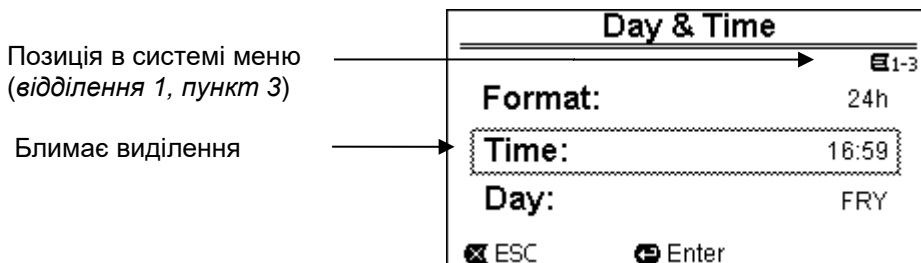 Day & Time
Позиція в системі меню
(відділення 1, пункт 3)
1-3
Format: 24h
Блимає виділення
Time: 16:59
Day: FRY
ESC Enter